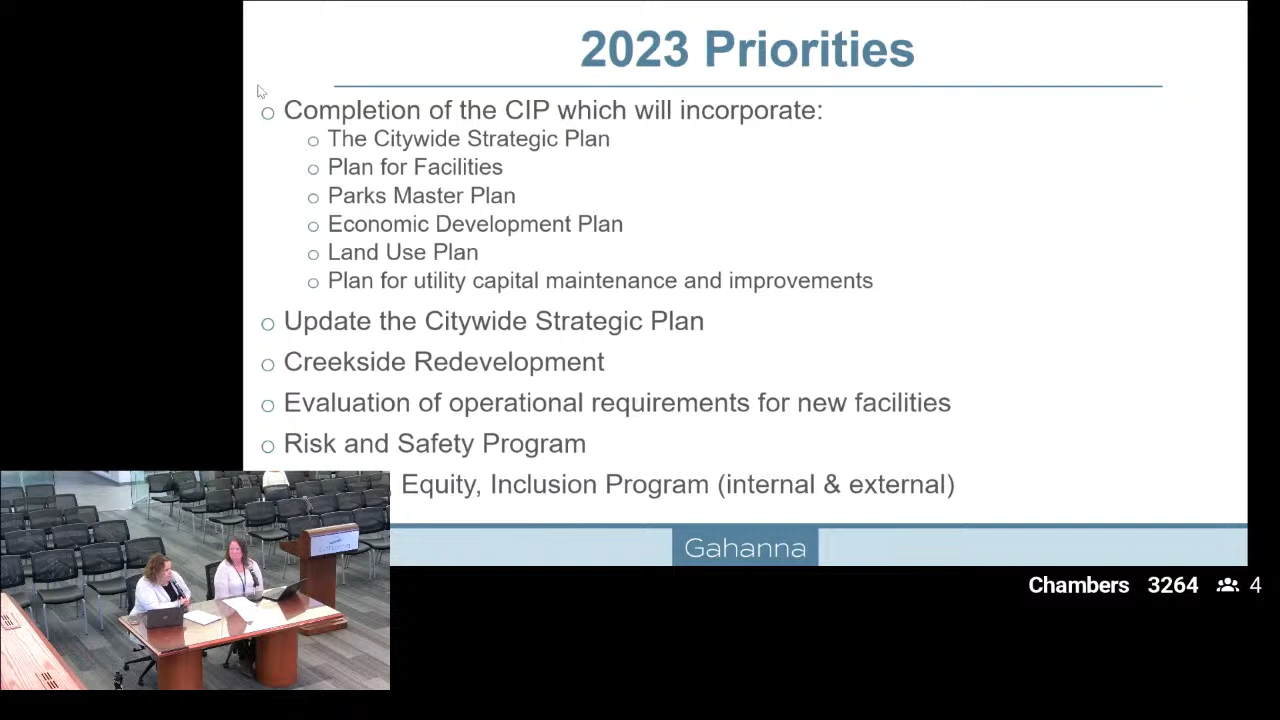 2023 Priorities
Completion of the CIP which will incorporate:
The Citywide Strategic Plan
Plan for Facilities
Parks Master Plan
Economic Development Plan
Land Use Plan
Plan for utility capital maintenance and improvements
Update the Citywide Strategic Plan
Creekside Redevelopment
Evaluation of operational requirements for new facilities
Risk and Safety Program
Equity, Inclusion Program (internal & external)
Gahanna
Chambers 3264 4